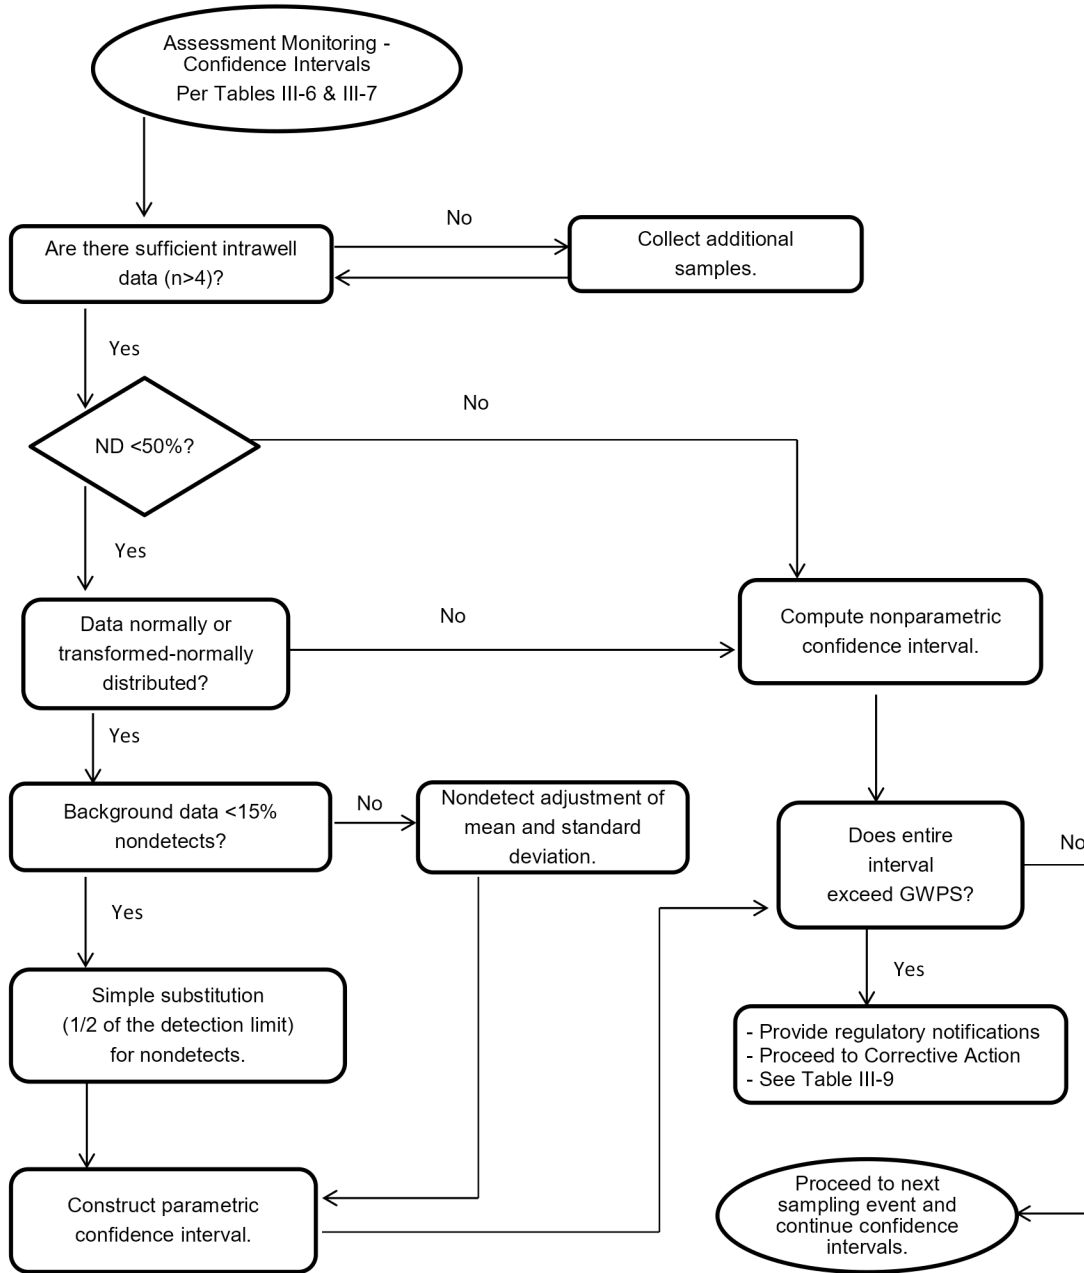 Assessment Monitoring -
Confidence Intervals
Per Tables III-6 & III-7
No
Are there sufficient intrawell
data (n>4)?
Collect additional
samples.
Yes
No
ND <50%?
Yes
Data normally or
transformed-normally
distributed?
No
Compute nonparametric
confidence interval.
Yes
Background data <15%
nondetects?
No
Nondetect adjustment of
mean and standard
deviation.
Does entire
interval
exceed GWPS?
No
Yes
Yes
Simple substitution
(1/2 of the detection limit)
for nondetects.
- Provide regulatory notifications
- Proceed to Corrective Action
- See Table III-9
Construct parametric
confidence interval.
Proceed to next
sampling event and
continue confidence
intervals.